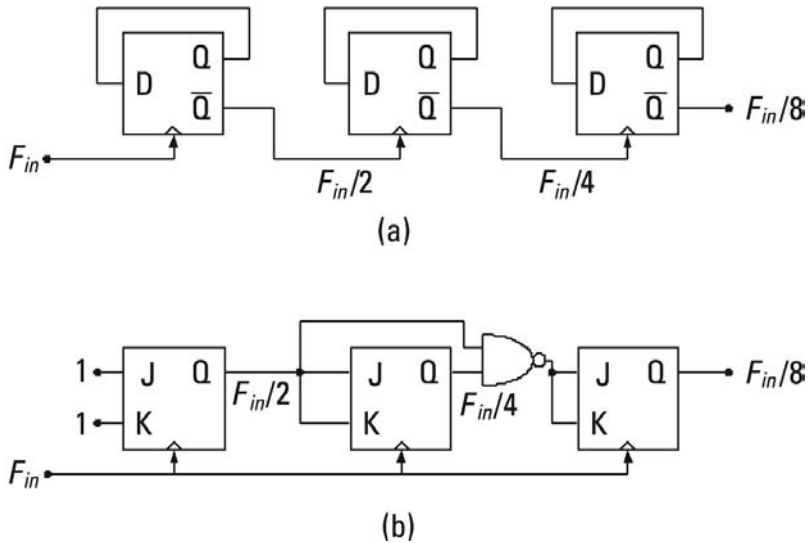 Q Q Q
D D D
Q̅ Q̅ Q̅
F_in/8
F_in
F_in/2 F_in/4
(a)
1 J Q J Q J Q F_in/8
F_in/2 F_in/4
1 K K K
F_in
(b)